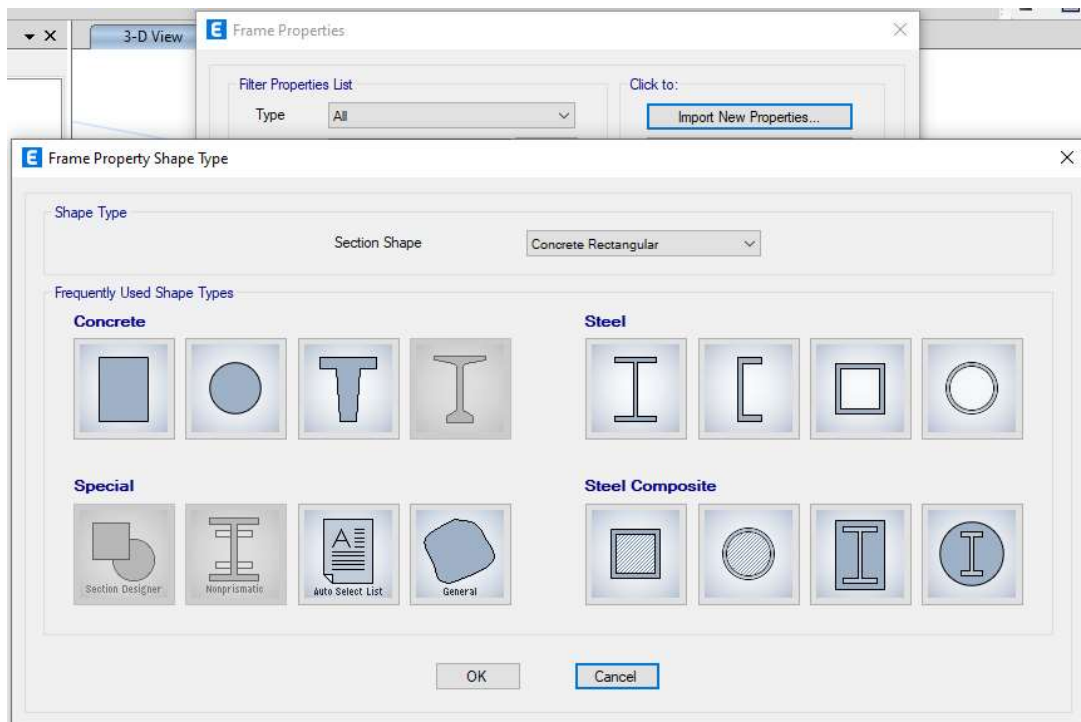 3-D View
E Frame Properties
Filter Properties List
Click to:
Type
All
Import New Properties...
E Frame Property Shape Type
Shape Type
Section Shape
Concrete Rectangular
Frequently Used Shape Types
Concrete
Steel
Special
Steel Composite
Section Designer
Nonprismatic
A
Auto Select List
General
OK
Cancel